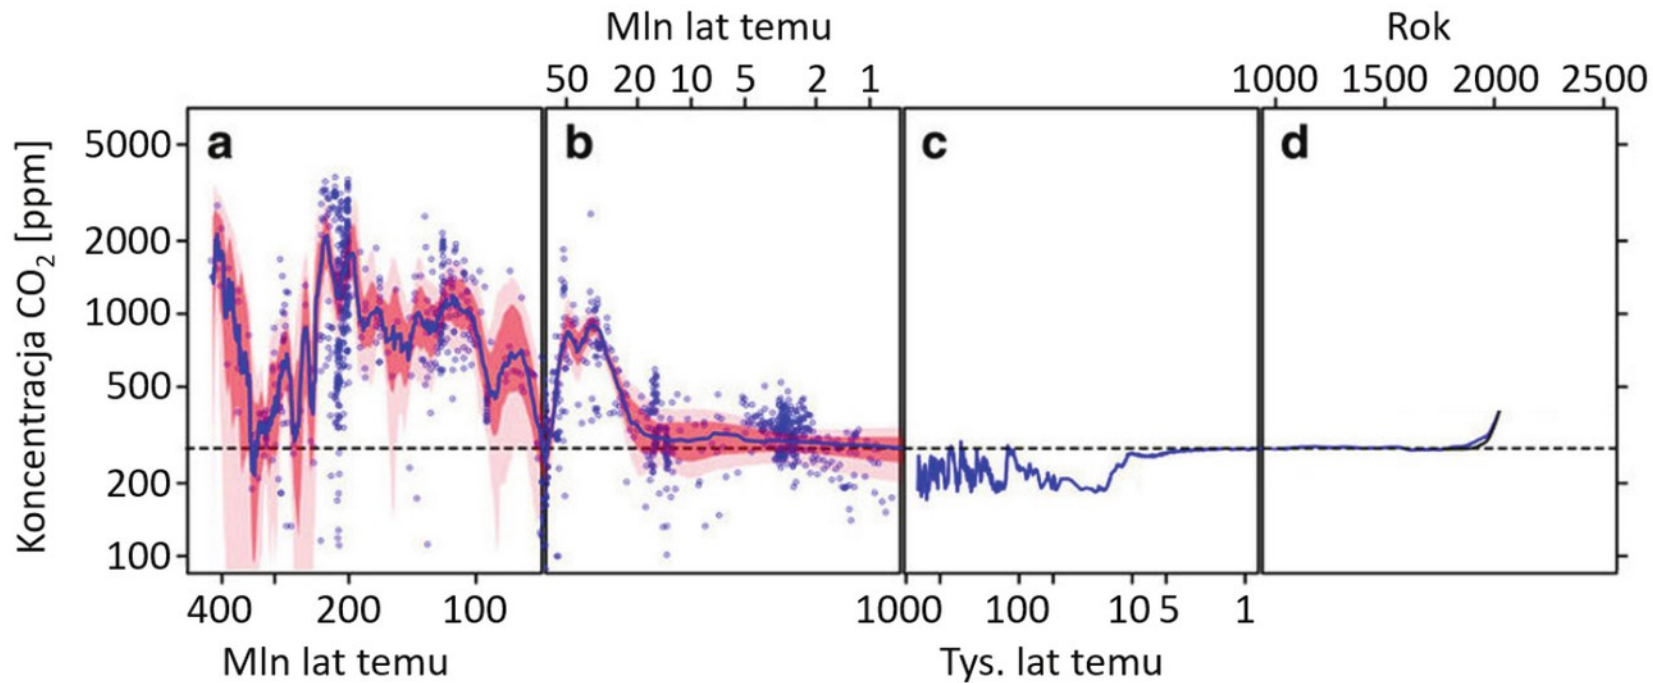 Mln lat temu
Rok
50 20 10 5 2 1
1000 1500 2000 2500
a
b
c
d
Koncentracja CO₂ [ppm]
5000
2000
1000
500
200
100
400 200 100
1000 100 10 5 1
Mln lat temu
Tys. lat temu